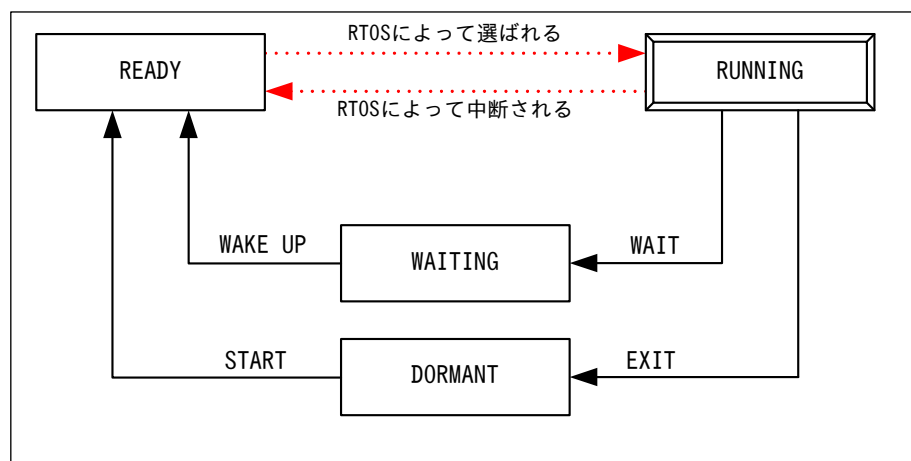 RTOSによって選ばれる
READY
RUNNING
RTOSによって中断される
WAKE UP
WAITING
WAIT
START
DORMANT
EXIT